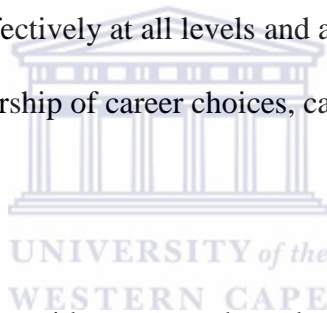 fectively at all levels and a
rship of career choices, ca
UNIVERSITY of the
WESTERN CAPE